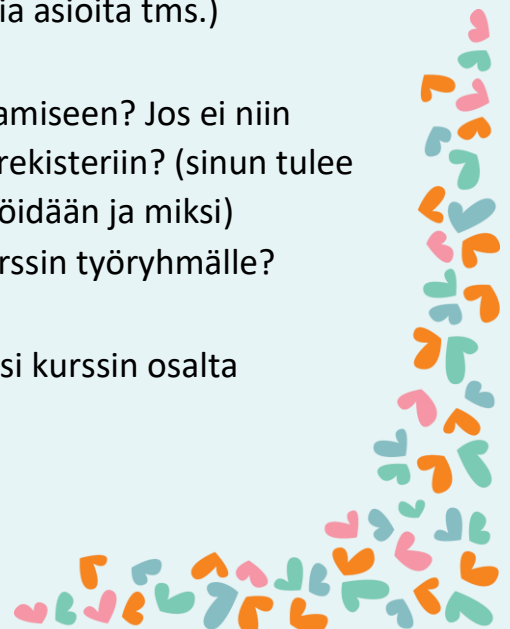 ia asioita tms.)
amiseen? Jos ei niin
rekisteriin? (sinun tulee
öidään ja miksi)
rssin työryhmälle?
si kurssin osalta